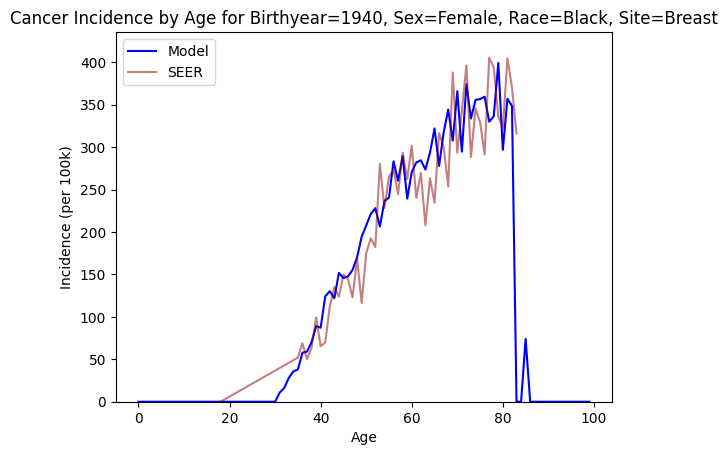 Cancer Incidence by Age for Birthyear=1940, Sex=Female, Race=Black, Site=Breast
Model
SEER
Incidence (per 100k)
400
350
300
250
200
150
100
50
0
0 20 40 60 80 100
Age